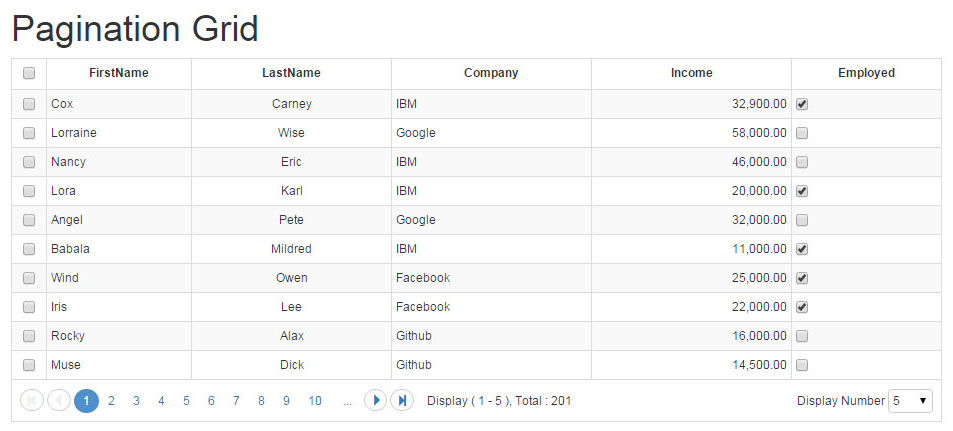 Pagination Grid
FirstName LastName Company Income Employed
Cox Carney IBM 32,900.00
Lorraine Wise Google 58,000.00
Nancy Eric IBM 46,000.00
Lora Karl IBM 20,000.00
Angel Pete Google 32,000.00
Babala Mildred IBM 11,000.00
Wind Owen Facebook 25,000.00
Iris Lee Facebook 22,000.00
Rocky Alax Github 16,000.00
Muse Dick Github 14,500.00
1 2 3 4 5 6 7 8 9 10 ... Display ( 1 - 5 ), Total : 201 Display Number 5